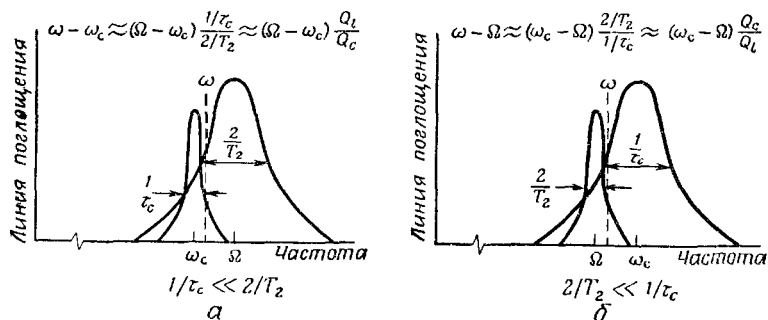 ω − ω_c ≈ (Ω − ω_c) (1/τ_c)/(2/T_2) ≈ (Ω − ω_c) Q_l/Q_c
Линия поглощения
ω
2/T_2
1/τ_c
ω_c Ω Частота
1/τ_c << 2/T_2
а
ω − Ω ≈ (ω_c − Ω) (2/T_2)/(1/τ_c) ≈ (ω_c − Ω) Q_c/Q_l
Линия поглощения
ω
1/τ_c
2/T_2
Ω ω_c Частота
2/T_2 << 1/τ_c
б